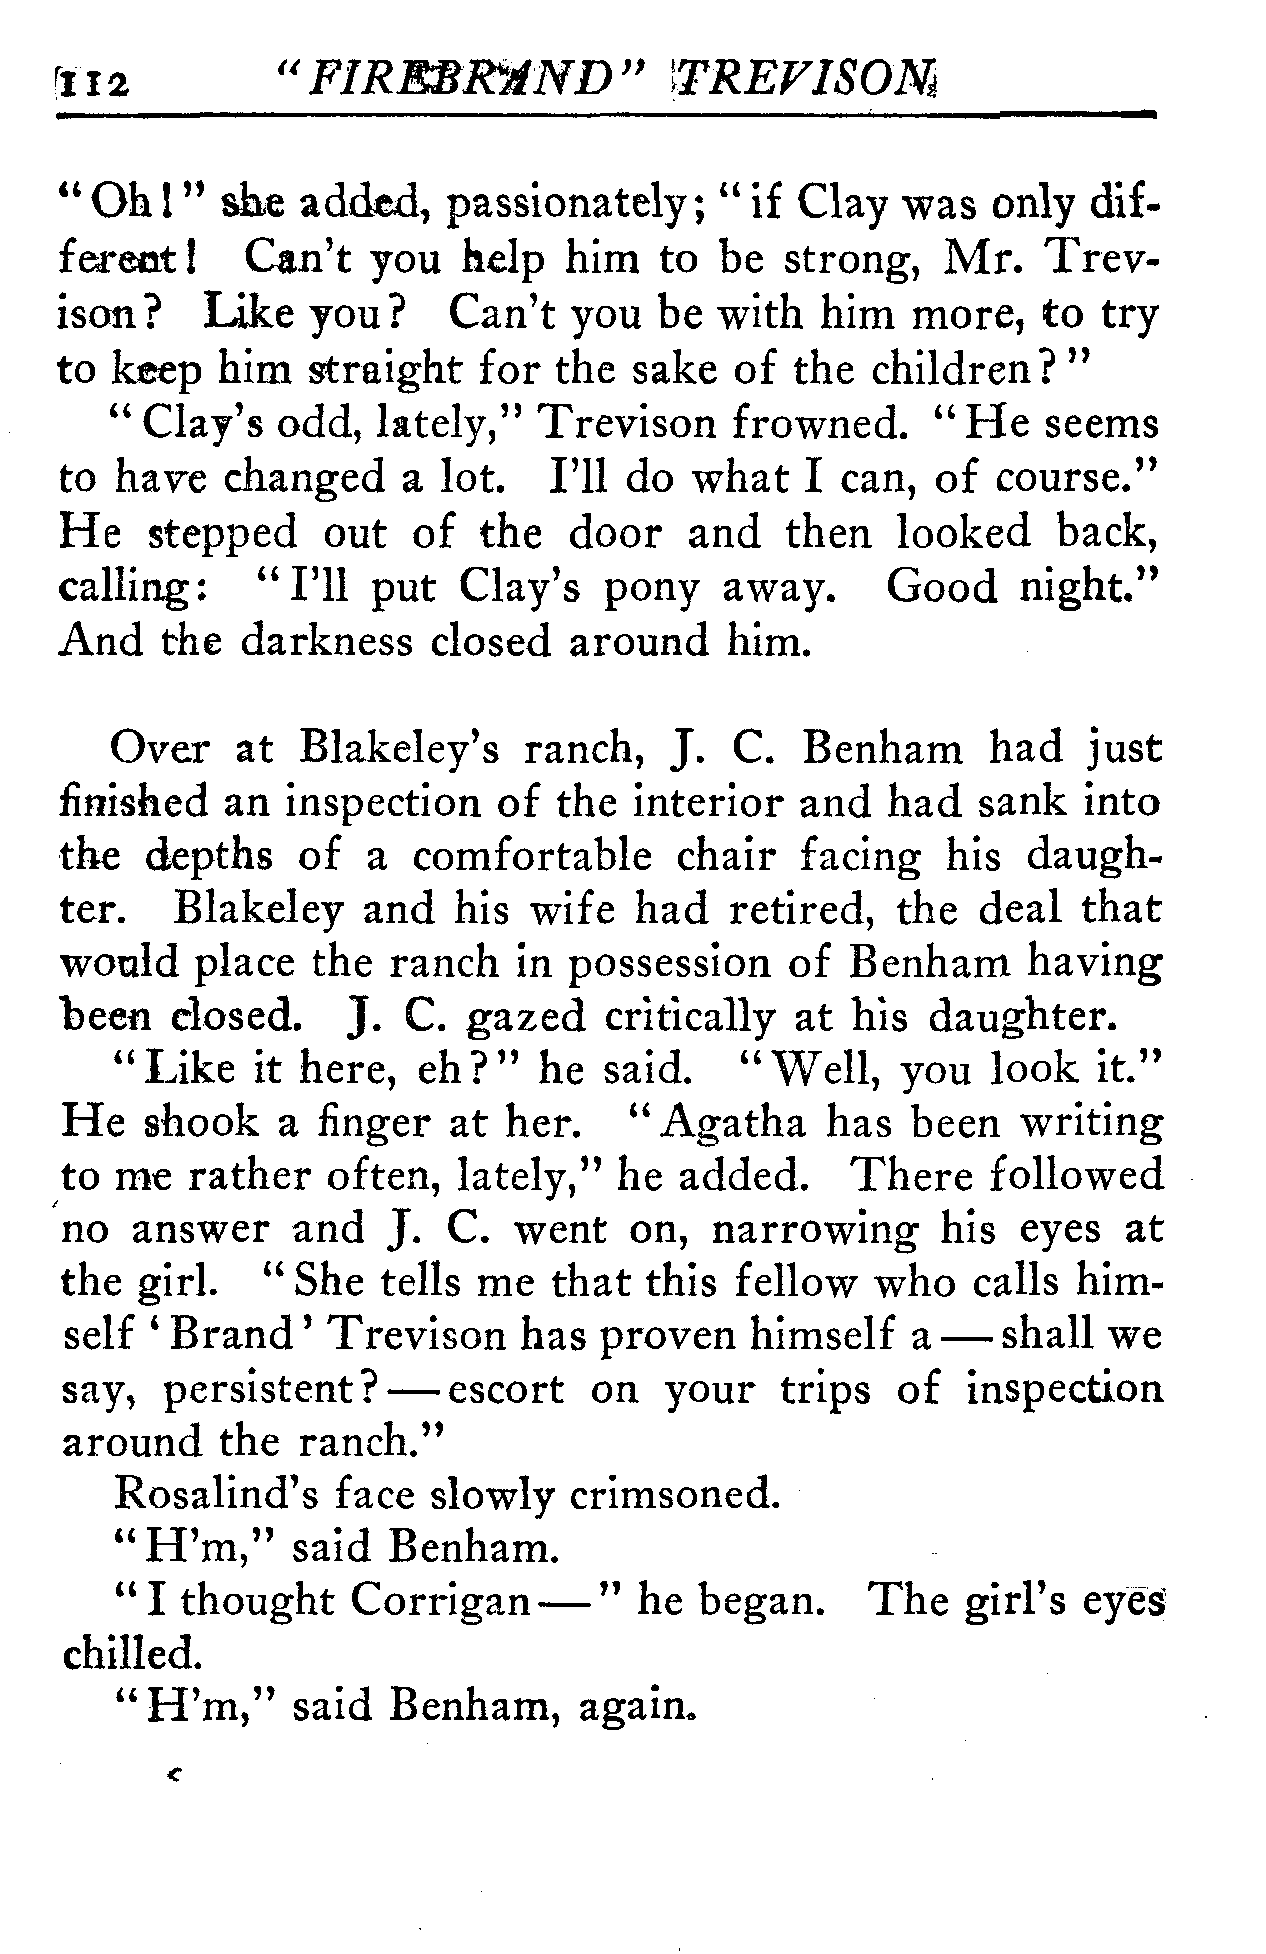 112 "FIREBRAND" TREVISON
"Oh!" she added, passionately; "if Clay was only dif-
ferent! Can't you help him to be strong, Mr. Trev-
ison? Like you? Can't you be with him more, to try
to keep him straight for the sake of the children?"
"Clay's odd, lately," Trevison frowned. "He seems
to have changed a lot. I'll do what I can, of course."
He stepped out of the door and then looked back,
calling: "I'll put Clay's pony away. Good night."
And the darkness closed around him.
Over at Blakeley's ranch, J. C. Benham had just
finished an inspection of the interior and had sank into
the depths of a comfortable chair facing his daugh-
ter. Blakeley and his wife had retired, the deal that
would place the ranch in possession of Benham having
been closed. J. C. gazed critically at his daughter.
"Like it here, eh?" he said. "Well, you look it."
He shook a finger at her. "Agatha has been writing
to me rather often, lately," he added. There followed
no answer and J. C. went on, narrowing his eyes at
the girl. "She tells me that this fellow who calls him-
self 'Brand' Trevison has proven himself a—shall we
say, persistent?—escort on your trips of inspection
around the ranch."
Rosalind's face slowly crimsoned.
"H'm," said Benham.
"I thought Corrigan—" he began. The girl's eyes
chilled.
"H'm," said Benham, again.